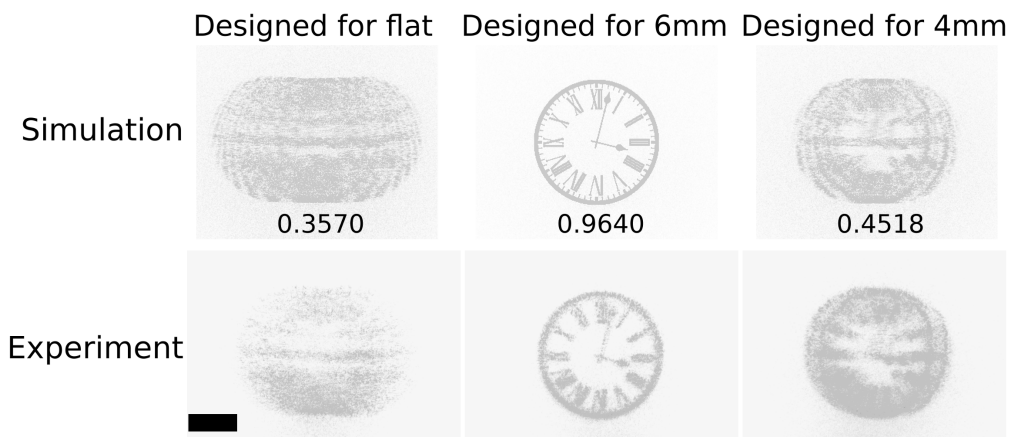 Designed for flat Designed for 6mm Designed for 4mm
Simulation
0.3570 0.9640 0.4518
Experiment